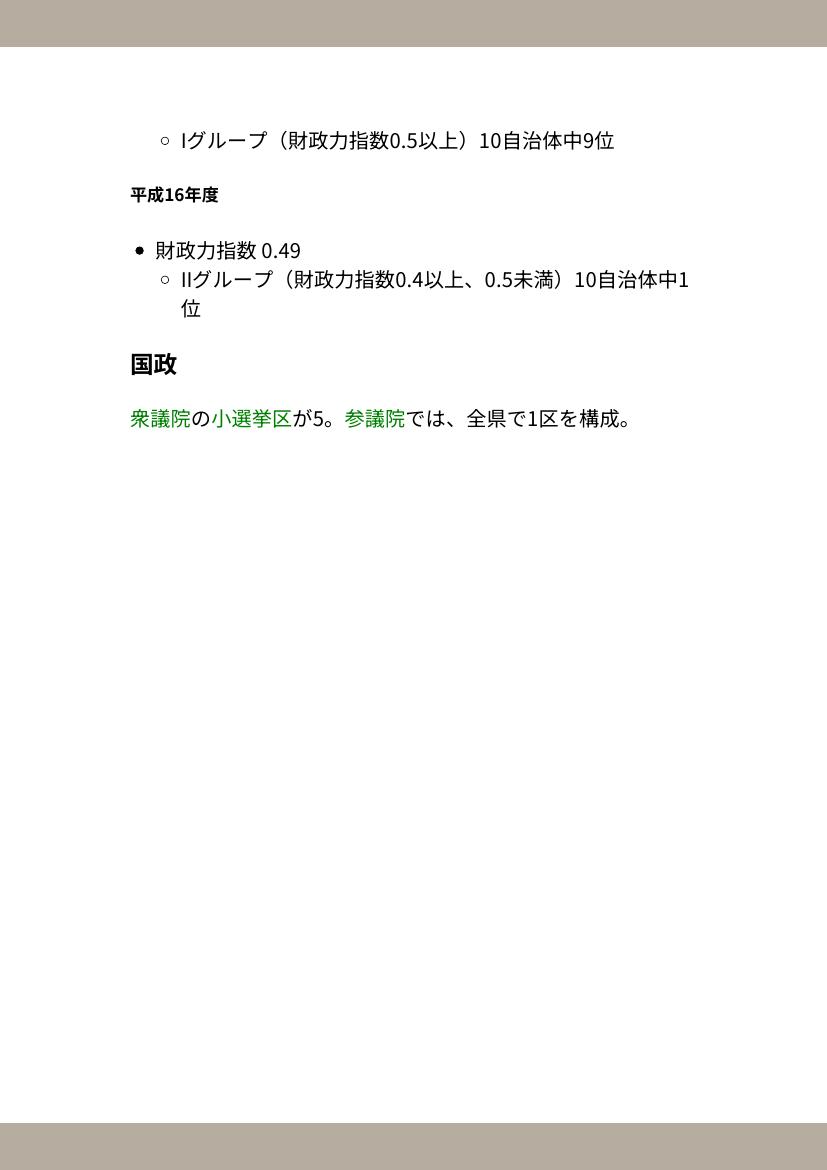 Iグループ（財政力指数0.5以上）10自治体中9位
平成16年度
財政力指数 0.49
IIグループ（財政力指数0.4以上、0.5未満）10自治体中1
位
国政
衆議院の小選挙区が5。参議院では、全県で1区を構成。